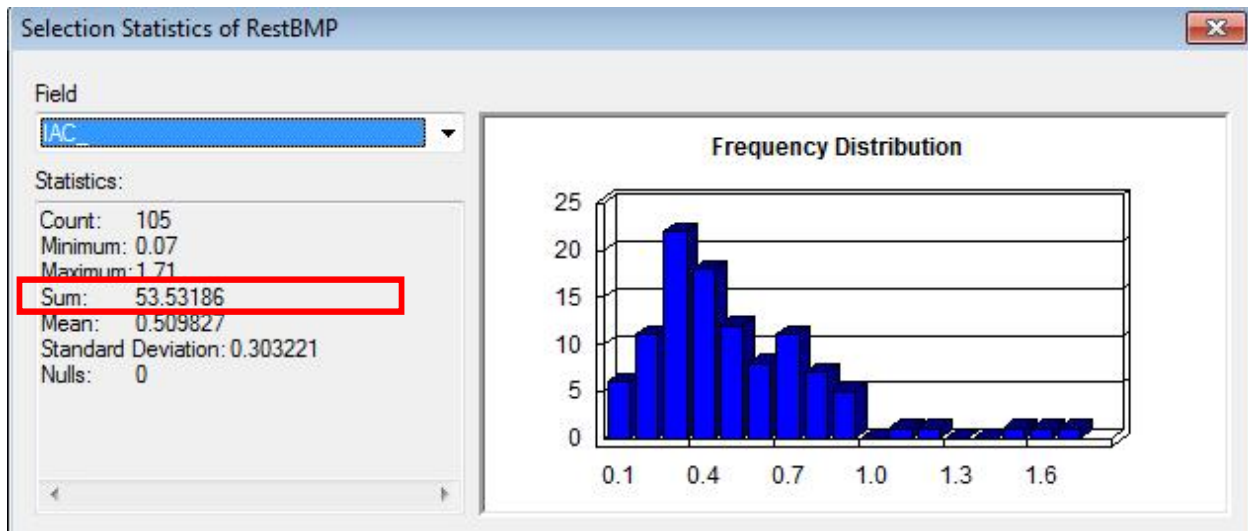 Selection Statistics of RestBMP
Field
IAC_
Statistics:
Count: 105
Minimum: 0.07
Maximum: 1.71
Sum: 53.53186
Mean: 0.509827
Standard Deviation: 0.303221
Nulls: 0
Frequency Distribution
25
20
15
10
5
0
0.1 0.4 0.7 1.0 1.3 1.6